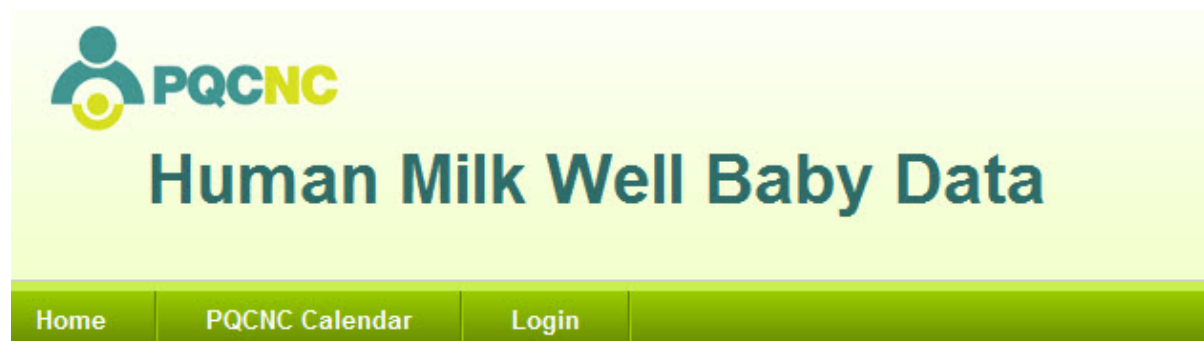 PQCNC
Human Milk Well Baby Data
Home PQCNC Calendar Login